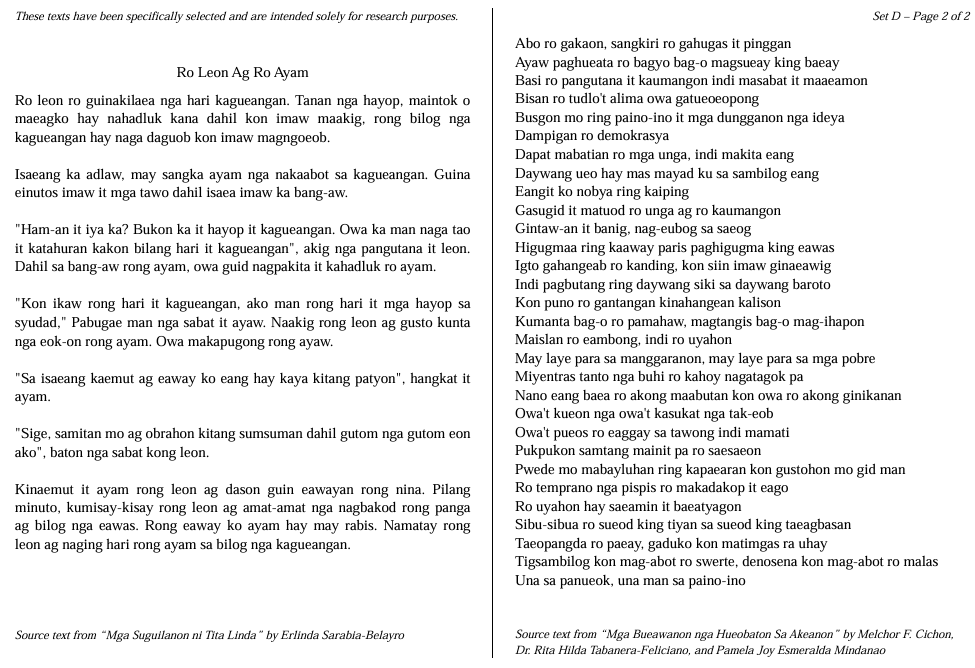 These texts have been specifically selected and are intended solely for research purposes.
Ro Leon Ag Ro Ayam
Ro leon ro guinakilaea nga hari kagueangan. Tanan nga hayop, maintok o
maeagko hay nahadluk kana dahil kon imaw maakig, rong bilog nga
kagueangan hay naga daguob kon imaw magngoeob.
Isaeang ka adlaw, may sangka ayam nga nakaabot sa kagueangan. Guina
einutos imaw it mga tawo dahil isaea imaw ka bang-aw.
"Ham-an it iya ka? Bukon ka it hayop it kagueangan. Owa ka man naga tao
it katahuran kakon bilang hari it kagueangan", akig nga pangutana it leon.
Dahil sa bang-aw rong ayam, owa guid nagpakita it kahadluk ro ayam.
"Kon ikaw rong hari it kagueangan, ako man rong hari it mga hayop sa
syudad," Pabugae man nga sabat it ayaw. Naakig rong leon ag gusto kunta
nga eok-on rong ayam. Owa makapugong rong ayaw.
"Sa isaeang kaemut ag eaway ko eang hay kaya kitang patyon", hangkat it
ayam.
"Sige, samitan mo ag obrahon kitang sumsuman dahil gutom nga gutom eon
ako", baton nga sabat kong leon.
Kinaemut it ayam rong leon ag dason guin eawayan rong nina. Pilang
minuto, kumisay-kisay rong leon ag amat-amat nga nagbakod rong panga
ag bilog nga eawas. Rong eaway ko ayam hay may rabis. Namatay rong
leon ag naging hari rong ayam sa bilog nga kagueangan.
Source text from “Mga Suguilanon ni Tita Linda” by Erlinda Sarabia-Belayro
Set D – Page 2 of 2
Abo ro gakaon, sangkiri ro gahugas it pinggan
Ayaw paghueata ro bagyo bag-o magsueay king baeay
Basi ro pangutana it kaumangon indi masabat it maaeamon
Bisan ro tudlo't alima owa gatueoeopong
Busgon mo ring paino-ino it mga dungganon nga ideya
Dampigan ro demokrasya
Dapat mabatian ro mga unga, indi makita eang
Daywang ueo hay mas mayad ku sa sambilog eang
Eangit ko nobya ring kaiping
Gasugid it matuod ro unga ag ro kaumangon
Gintaw-an it banig, nag-eubog sa saeog
Higugmaa ring kaaway paris paghigugma king eawas
Igto gahangeab ro kanding, kon siin imaw ginaeawig
Indi pagbutang ring daywang siki sa daywang baroto
Kon puno ro gantangan kinahangean kalison
Kumanta bag-o ro pamahaw, magtangis bag-o mag-ihapon
Maislan ro eambong, indi ro uyahon
May laye para sa manggaranon, may laye para sa mga pobre
Miyentras tanto nga buhi ro kahoy nagatagok pa
Nano eang baea ro akong maabutan kon owa ro akong ginikanan
Owa't kueon nga owa't kasukat nga tak-eob
Owa't pueos ro eaggay sa tawong indi mamati
Pukpukon samtang mainit pa ro saesaeon
Pwede mo mabayluhan ring kapaearan kon gustohon mo gid man
Ro temprano nga pispis ro makadakop it eago
Ro uyahon hay saeamin it baeatyagon
Sibu-sibua ro sueod king tiyan sa sueod king taeagbasan
Taeopangda ro paeay, gaduko kon matimgas ra uhay
Tigsambilog kon mag-abot ro swerte, denosena kon mag-abot ro malas
Una sa panueok, una man sa paino-ino
Source text from “Mga Bueawanon nga Hueobaton Sa Akeanon” by Melchor F. Cichon,
Dr. Rita Hilda Tabanera-Feliciano, and Pamela Joy Esmeralda Mindanao